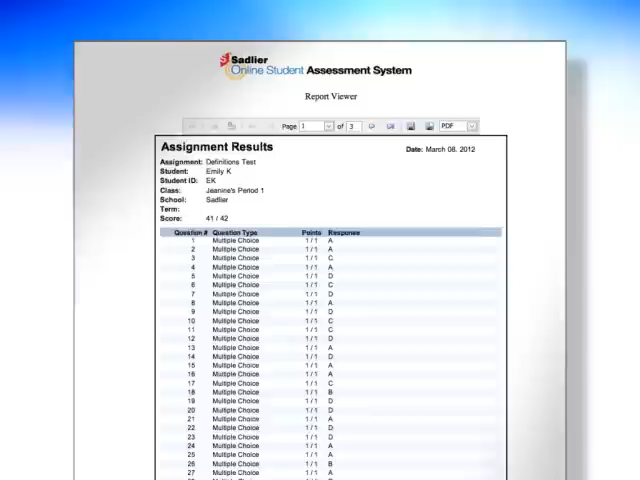 Sadlier
Online Student Assessment System
Report Viewer
Page 1 of 3 PDF
Assignment Results
Date: March 08, 2012
Assignment: Definitions Test
Student: Emily K
Student ID: EK
Class: Jeanine's Period 1
School: Sadlier
Term:
Score: 41 / 42
Question # Question Type Points Response
1 Multiple Choice 1 / 1 A
2 Multiple Choice 1 / 1 A
3 Multiple Choice 1 / 1 C
4 Multiple Choice 1 / 1 A
5 Multiple Choice 1 / 1 D
6 Multiple Choice 1 / 1 C
7 Multiple Choice 1 / 1 D
8 Multiple Choice 1 / 1 A
9 Multiple Choice 1 / 1 D
10 Multiple Choice 1 / 1 C
11 Multiple Choice 1 / 1 C
12 Multiple Choice 1 / 1 D
13 Multiple Choice 1 / 1 A
14 Multiple Choice 1 / 1 D
15 Multiple Choice 1 / 1 A
16 Multiple Choice 1 / 1 A
17 Multiple Choice 1 / 1 C
18 Multiple Choice 1 / 1 B
19 Multiple Choice 1 / 1 D
20 Multiple Choice 1 / 1 D
21 Multiple Choice 1 / 1 A
22 Multiple Choice 1 / 1 D
23 Multiple Choice 1 / 1 D
24 Multiple Choice 1 / 1 A
25 Multiple Choice 1 / 1 A
26 Multiple Choice 1 / 1 B
27 Multiple Choice 1 / 1 A